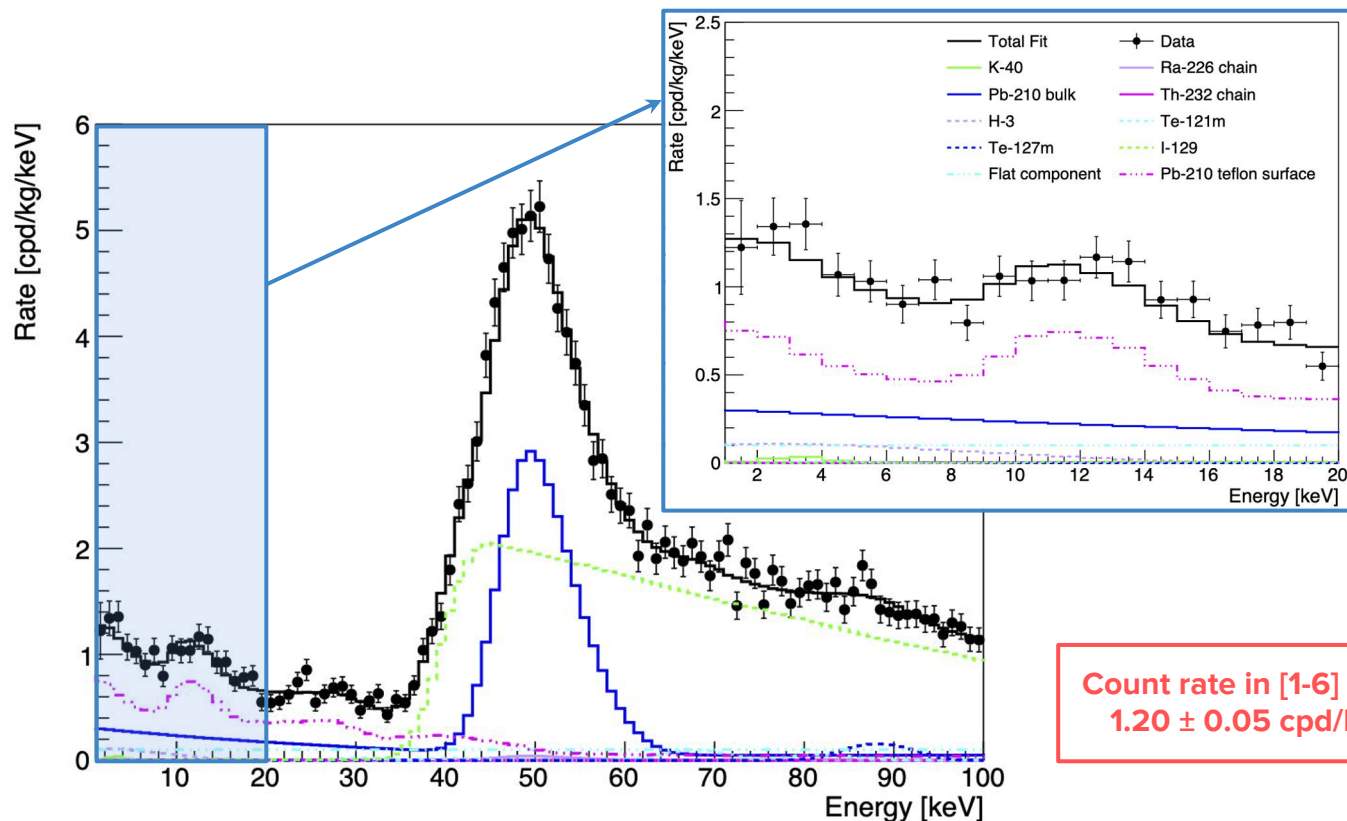 Rate [cpd/kg/keV]
2.5
2
1.5
1
0.5
0
Total Fit
Data
K-40
Ra-226 chain
Pb-210 bulk
Th-232 chain
H-3
Te-121m
Te-127m
I-129
Flat component
Pb-210 teflon surface
2 4 6 8 10 12 14 16 18 20
Energy [keV]
Rate [cpd/kg/keV]
6
5
4
3
2
1
0
10 20 30 40 50 60 70 80 90 100
Energy [keV]
Count rate in [1-6]
1.20 ± 0.05 cpd/